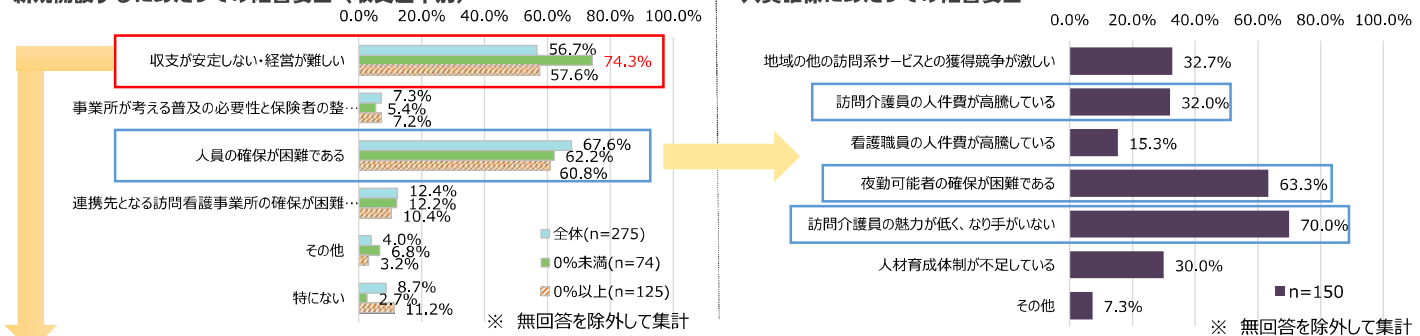 0.0% 20.0% 40.0% 60.0% 80.0% 100.0%
収支が安定しない・経営が難しい
56.7%
74.3%
57.6%
事業所が考える普及の必要性と保険者の整…
7.3%
5.4%
7.2%
人員の確保が困難である
67.6%
62.2%
60.8%
連携先となる訪問看護事業所の確保が困難…
12.4%
12.2%
10.4%
その他
4.0%
6.8%
3.2%
特にない
8.7%
2.7%
11.2%
全体(n=275)
0%未満(n=74)
0%以上(n=125)
※ 無回答を除外して集計
0.0% 20.0% 40.0% 60.0% 80.0% 100.0%
地域の他の訪問系サービスとの獲得競争が激しい
32.7%
訪問介護員の人件費が高騰している
32.0%
看護職員の人件費が高騰している
15.3%
夜勤可能者の確保が困難である
63.3%
訪問介護員の魅力が低く、なり手がいない
70.0%
人材育成体制が不足している
30.0%
その他
7.3%
n=150
※ 無回答を除外して集計